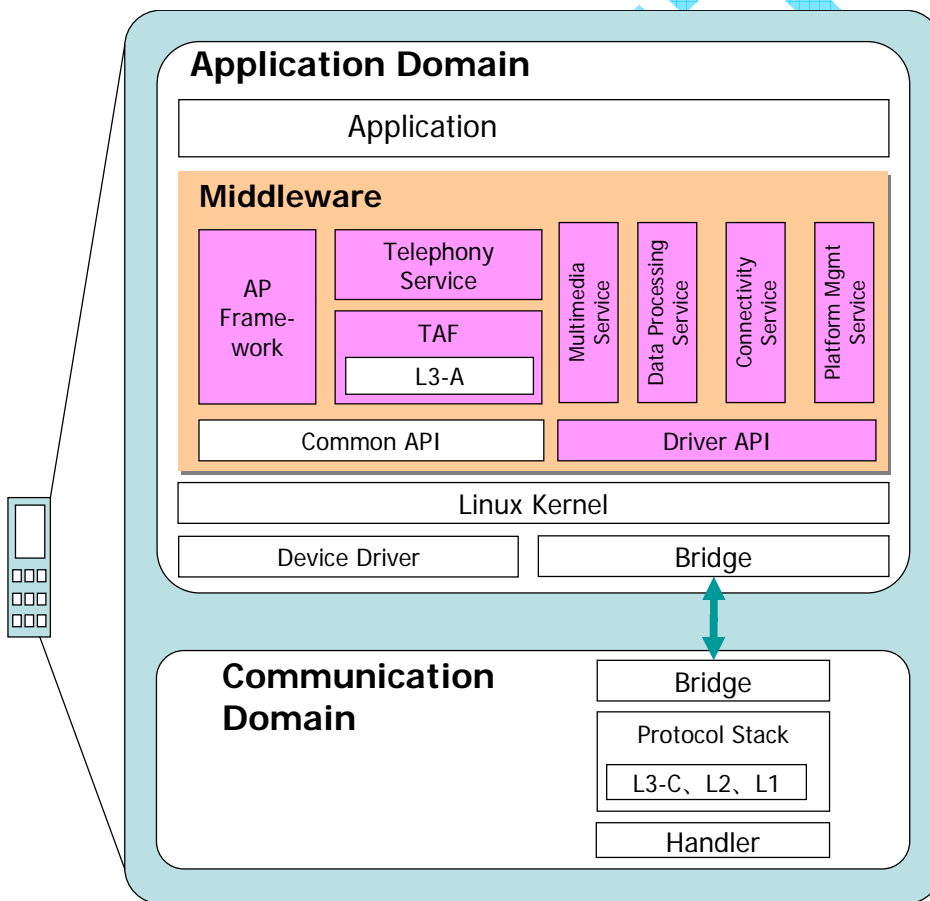 Application Domain
Application
Middleware
AP
Frame-
work
Telephony
Service
TAF
L3-A
Multimedia
Service
Data Processing
Service
Connectivity
Service
Platform Mgmt
Service
Common API
Driver API
Linux Kernel
Device Driver
Bridge
Communication
Domain
Bridge
Protocol Stack
L3-C、L2、L1
Handler